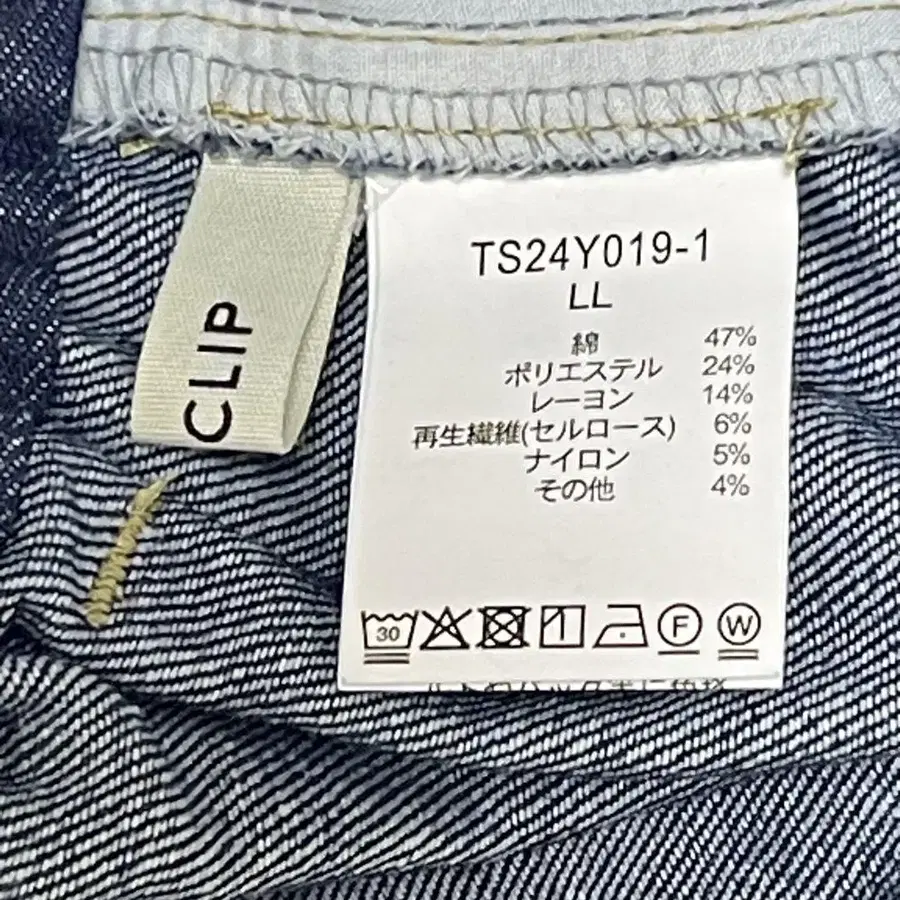 CLIP
TS24Y019-1
LL
綿 47%
ポリエステル 24%
レーヨン 14%
再生繊維(セルロース) 6%
ナイロン 5%
その他 4%
30 F W